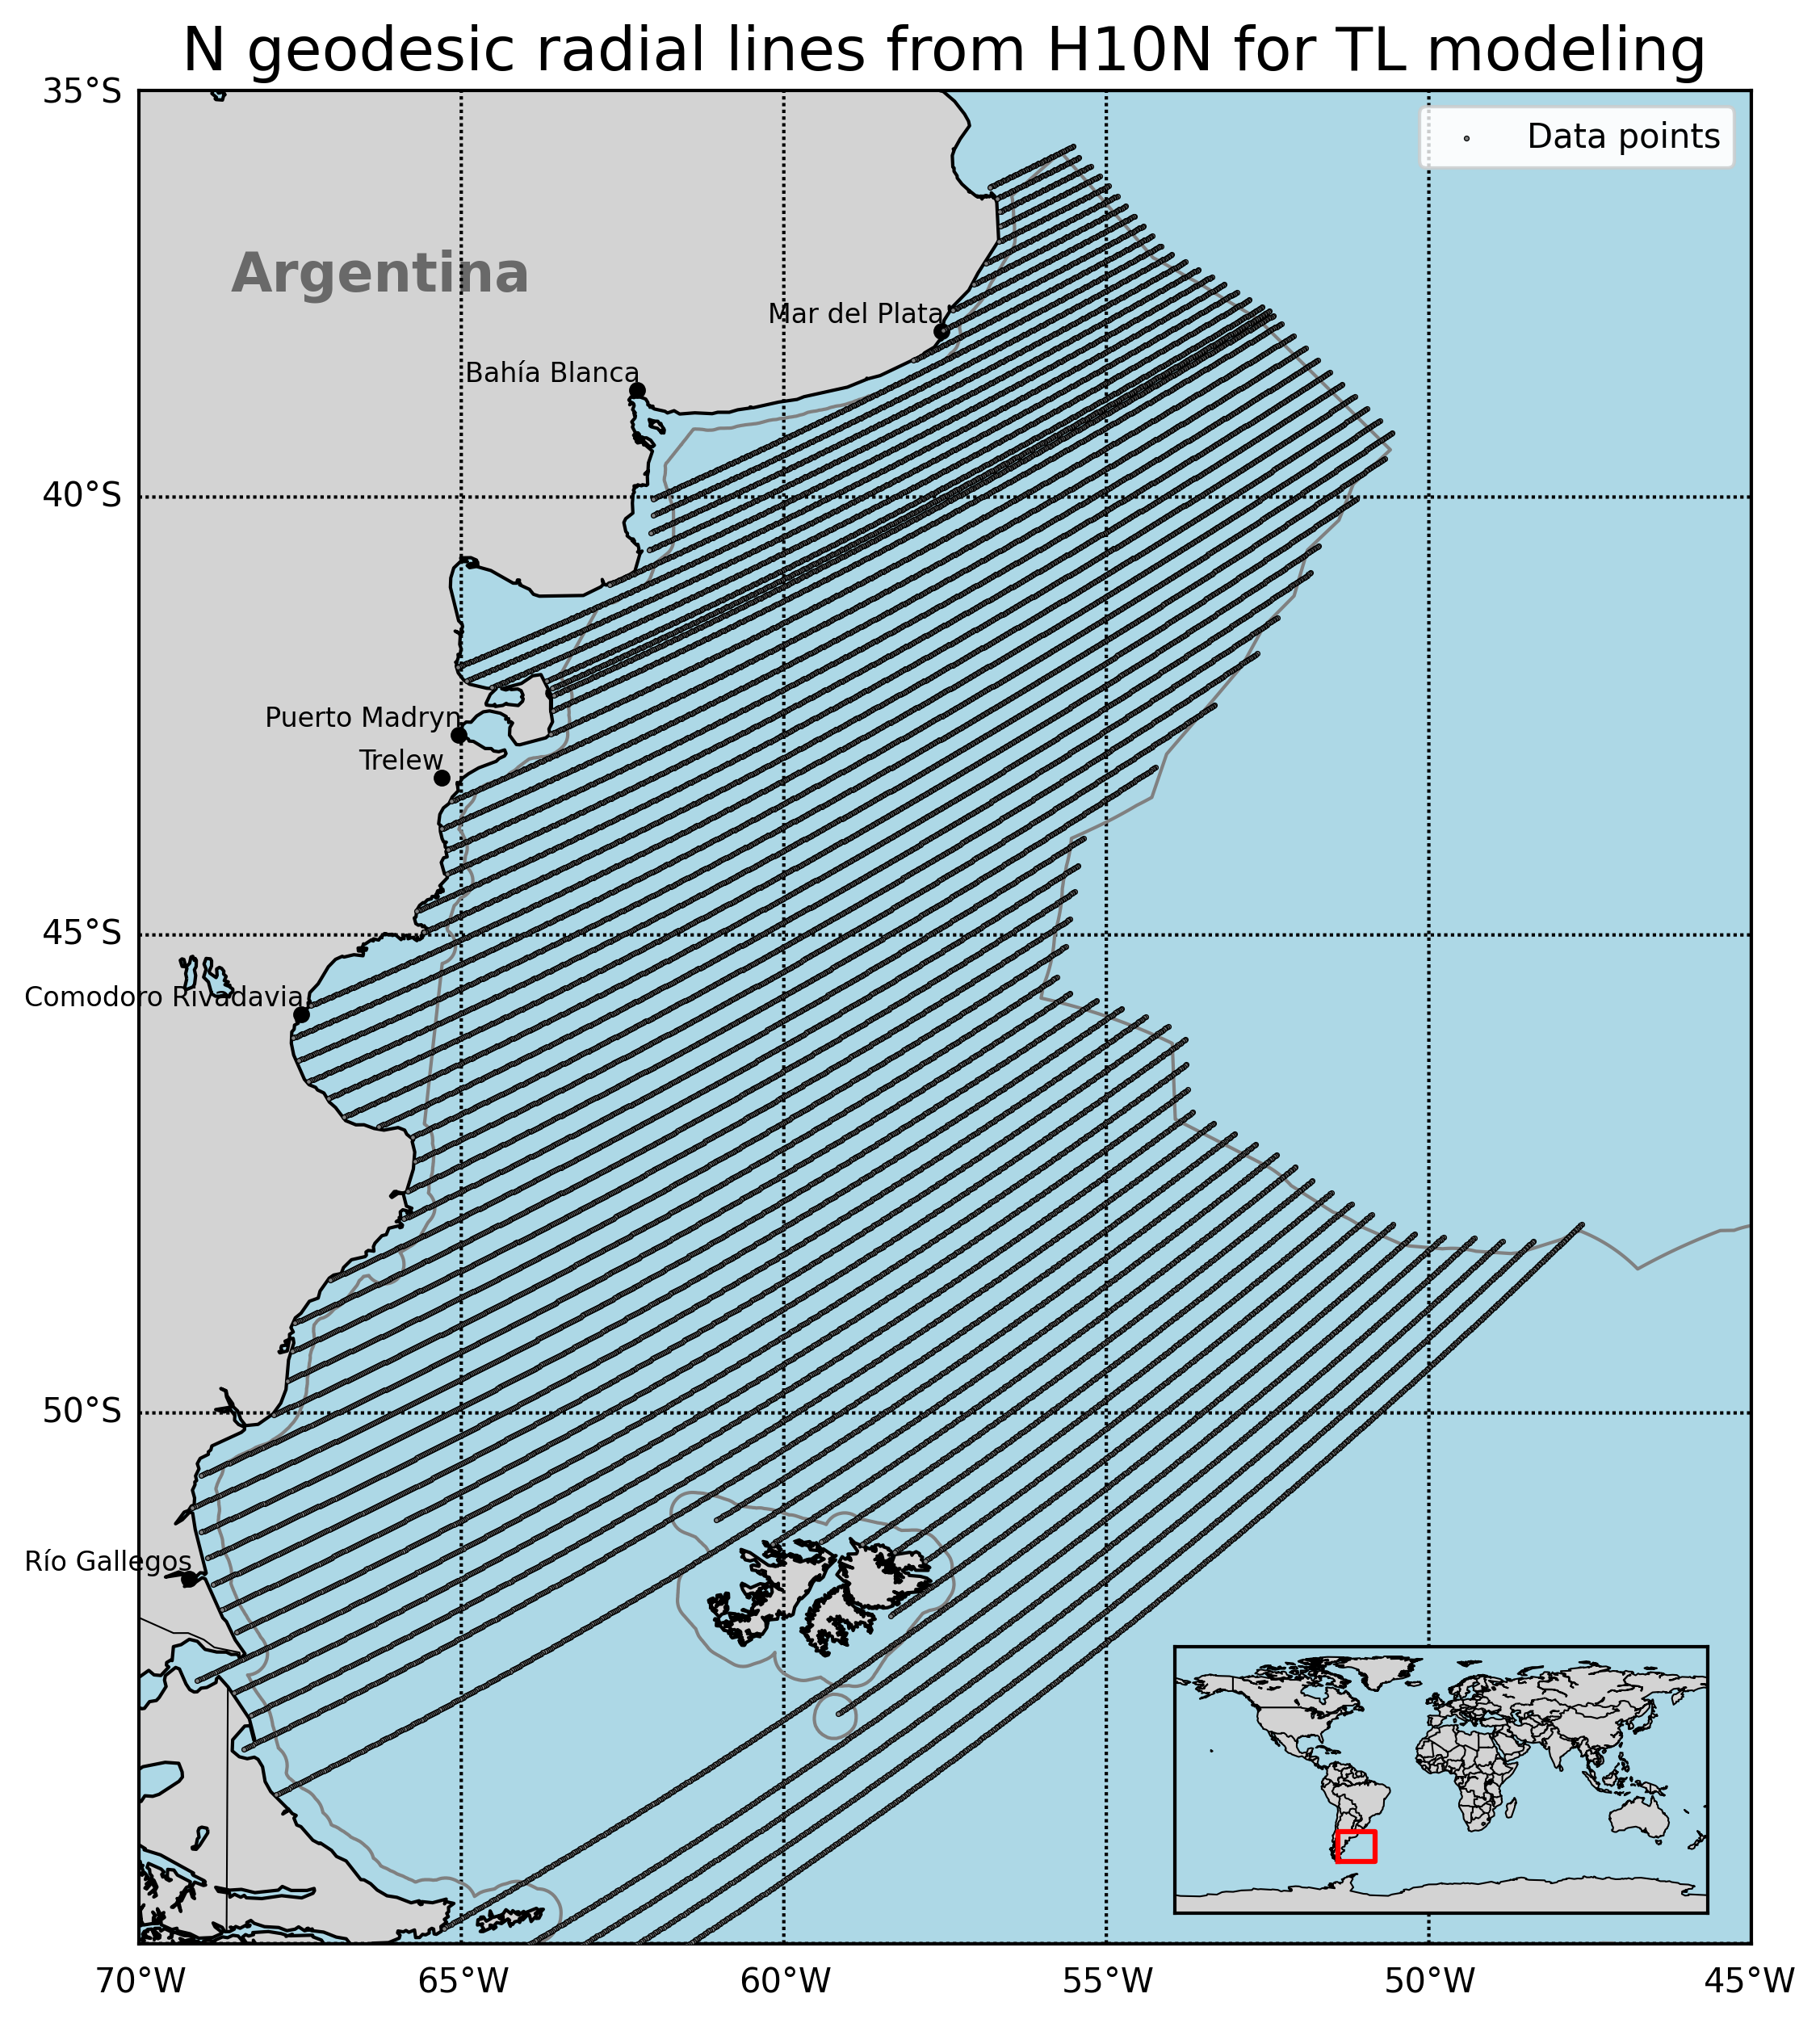 N geodesic radial lines from H10N for TL modeling
35°S
Data points
Argentina
Mar del Plata
Bahía Blanca
40°S
Puerto Madryn
Trelew
45°S
Comodoro Rivadavia
50°S
Río Gallegos
70°W 65°W 60°W 55°W 50°W 45°W